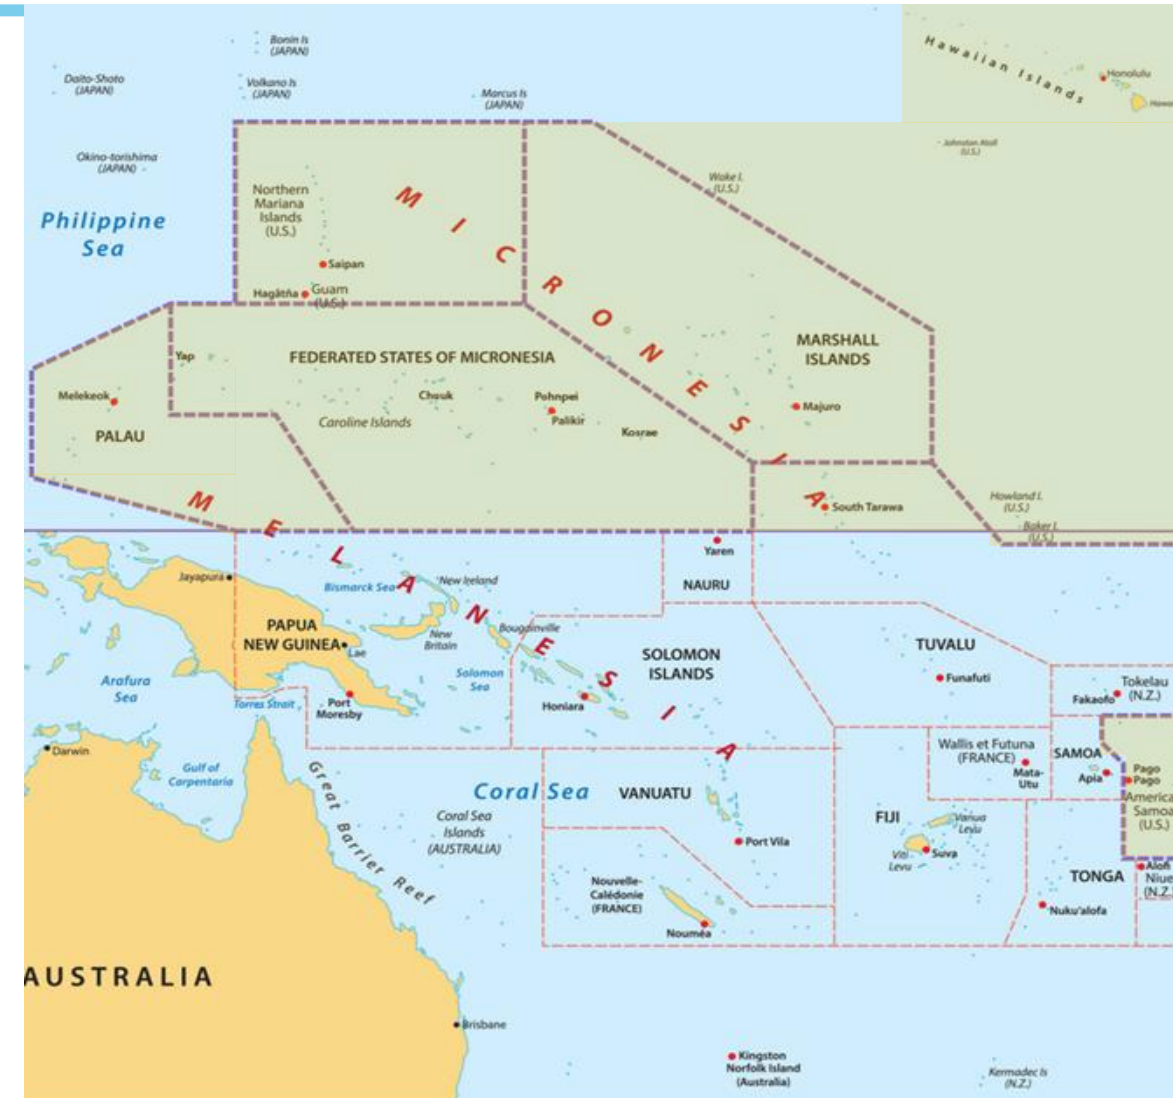 Bonin Is
(JAPAN)
Daito-Shoto
(JAPAN)
Volkano Is
(JAPAN)
Marcus Is
(JAPAN)
Hawaiian Islands
Honolulu
Okino-torishima
(JAPAN)
Johnston Atoll
(U.S.)
Wake I.
(U.S.)
Philippine
Sea
Northern
Mariana
Islands
(U.S.)
MICRONESIA
Saipan
Hagåtña
Guam
(U.S.)
Yap
FEDERATED STATES OF MICRONESIA
MARSHALL
ISLANDS
Melekeok
Chuuk
Pohnpei
Palikir
Majuro
Caroline Islands
Kosrae
PALAU
MELANESIA
South Tarawa
Howland I.
(U.S.)
Baker I.
(U.S.)
Yaren
NAURU
Jayapura
Bismarck Sea
New Ireland
PAPUA
NEW GUINEA
Lae
New
Britain
Bougainville
SOLOMON
ISLANDS
TUVALU
Arafura
Sea
Solomon
Sea
Funafuti
Tokelau
(N.Z.)
Fakaofo
Torres Strait
Port
Moresby
Honiara
Darwin
Wallis et Futuna
(FRANCE)
Mata-
Utu
SAMOA
Apia
Pago
Pago
America
Samoa
(U.S.)
Gulf of
Carpentaria
Great Barrier Reef
Coral Sea
VANUATU
Coral Sea
Islands
(AUSTRALIA)
FIJI
Vanua
Levu
Viti
Levu
Suva
Port Vila
Nouvelle-
Calédonie
(FRANCE)
Nouméa
TONGA
Alofi
Niue
(N.Z.)
Nuku'alofa
AUSTRALIA
Brisbane
Kingston
Norfolk Island
(Australia)
Kermadec Is
(N.Z.)